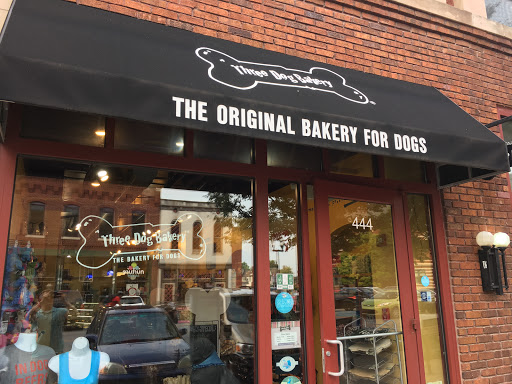 Three Dog Bakery
THE ORIGINAL BAKERY FOR DOGS
444
Three Dog Bakery
THE BAKERY FOR DOGS